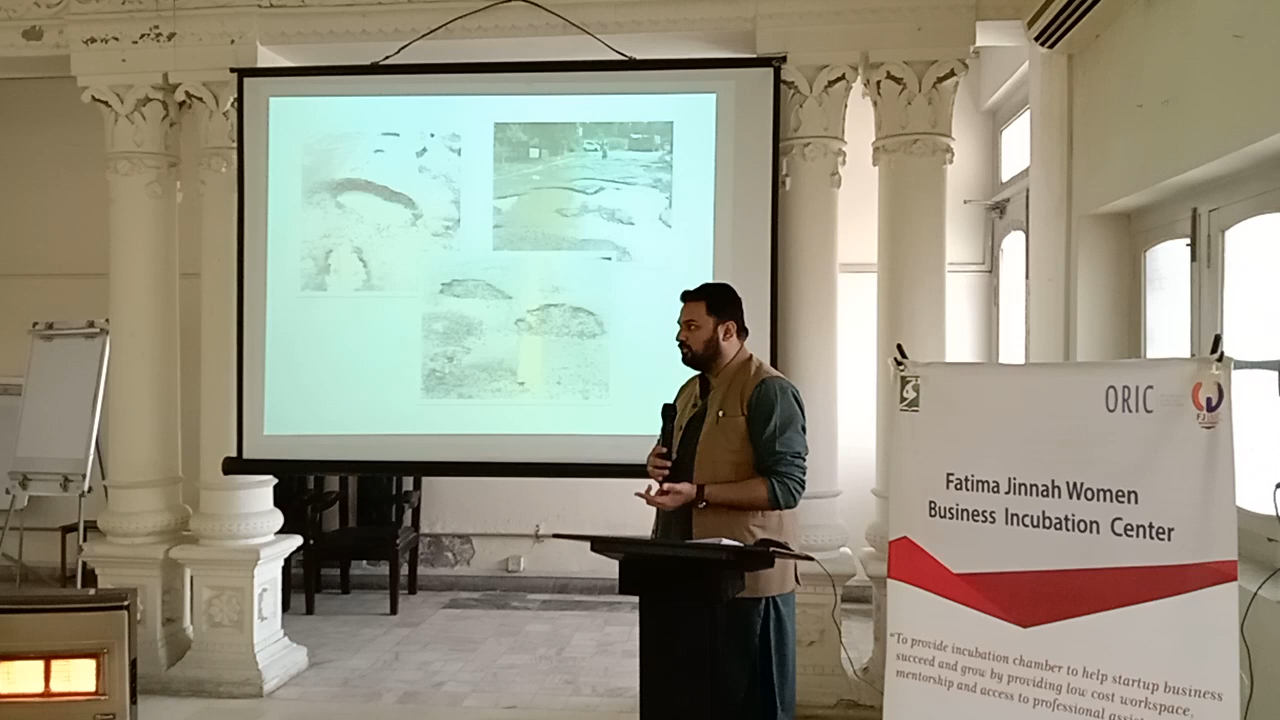 ORIC
FJ
Fatima Jinnah Women
Business Incubation Center
"To provide incubation chamber to help startup business
succeed and grow by providing low cost workspace,
mentorship and access to professional